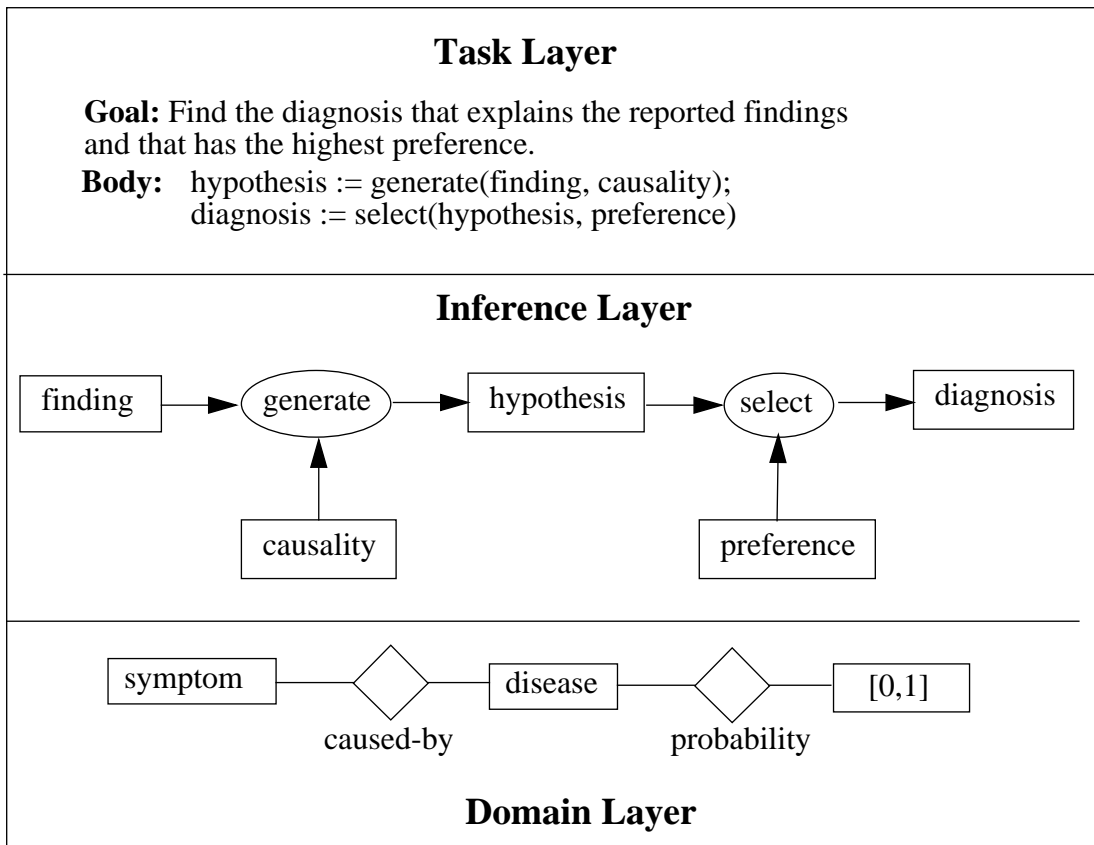 Task Layer
Goal: Find the diagnosis that explains the reported findings
and that has the highest preference.
Body: hypothesis := generate(finding, causality);
diagnosis := select(hypothesis, preference)
Inference Layer
finding generate hypothesis select diagnosis
causality preference
symptom disease [0,1]
caused-by probability
Domain Layer